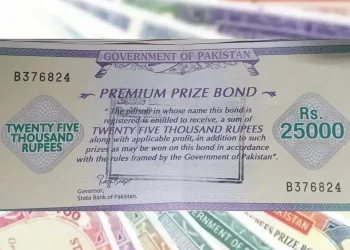 GOVERNMENT OF PAKISTAN
B376824
PREMIUM PRIZE BOND
"The person in whose name this bond is
registered is entitled to receive, a sum of
TWENTY FIVE THOUSAND RUPEES
along with applicable profit, in addition to such
prizes as may be won on this bond in accordance
with the rules framed by the Government of Pakistan".
TWENTY FIVE
THOUSAND
RUPEES
Rs.
25000
Governor,
State Bank of Pakistan.
B376824